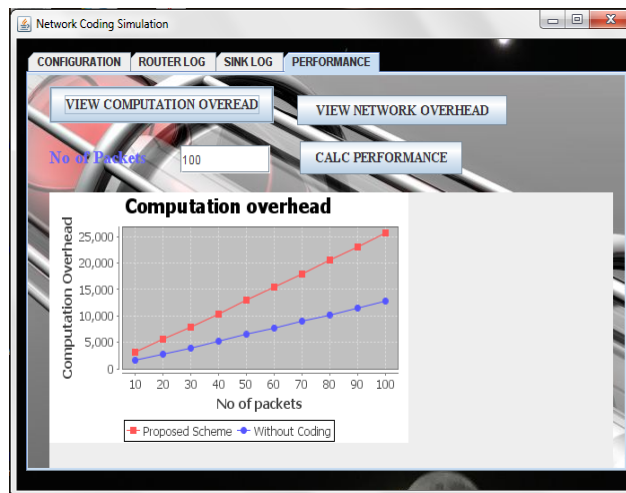 Network Coding Simulation
CONFIGURATION ROUTER LOG SINK LOG PERFORMANCE
VIEW COMPUTATION OVEREAD VIEW NETWORK OVERHEAD
No of Packets 100 CALC PERFORMANCE
Computation overhead
Computation Overhead
25,000
20,000
15,000
10,000
5,000
0
10 20 30 40 50 60 70 80 90 100
No of packets
Proposed Scheme Without Coding